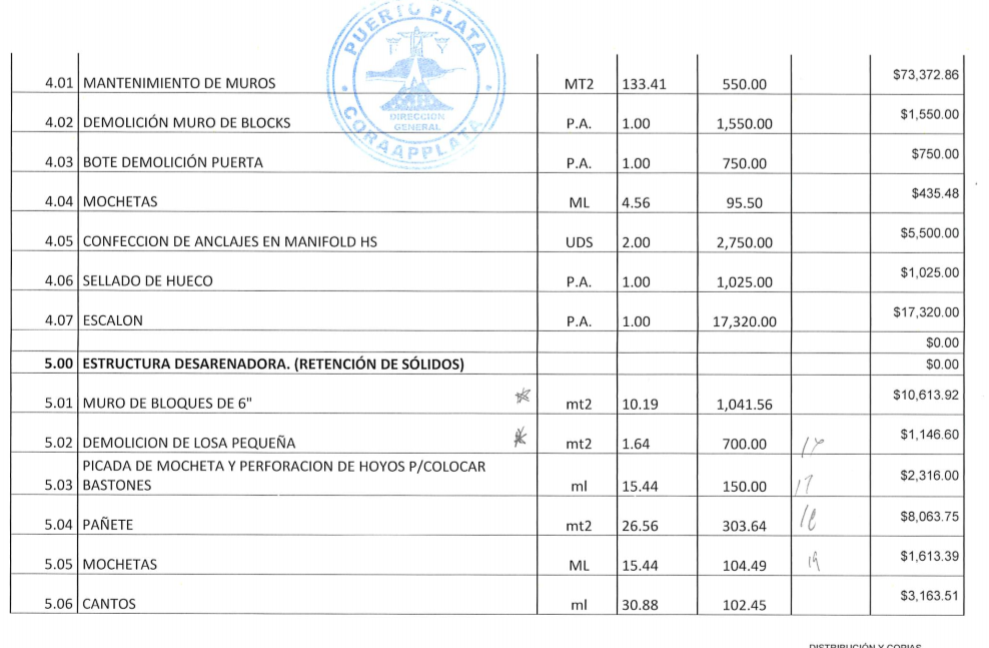 PUERTO PLATA
DIRECCION
GENERAL
CORAAPPLATA
4.01 MANTENIMIENTO DE MUROS MT2 133.41 550.00 $73,372.86
4.02 DEMOLICIÓN MURO DE BLOCKS P.A. 1.00 1,550.00 $1,550.00
4.03 BOTE DEMOLICIÓN PUERTA P.A. 1.00 750.00 $750.00
4.04 MOCHETAS ML 4.56 95.50 $435.48
4.05 CONFECCION DE ANCLAJES EN MANIFOLD HS UDS 2.00 2,750.00 $5,500.00
4.06 SELLADO DE HUECO P.A. 1.00 1,025.00 $1,025.00
4.07 ESCALON P.A. 1.00 17,320.00 $17,320.00
$0.00
5.00 ESTRUCTURA DESARENADORA. (RETENCIÓN DE SÓLIDOS) $0.00
5.01 MURO DE BLOQUES DE 6" mt2 10.19 1,041.56 $10,613.92
5.02 DEMOLICION DE LOSA PEQUEÑA mt2 1.64 700.00 $1,146.60
PICADA DE MOCHETA Y PERFORACION DE HOYOS P/COLOCAR
5.03 BASTONES ml 15.44 150.00 17 $2,316.00
5.04 PAÑETE mt2 26.56 303.64 18 $8,063.75
5.05 MOCHETAS ML 15.44 104.49 19 $1,613.39
5.06 CANTOS ml 30.88 102.45 $3,163.51
DISTRIBUCIÓN Y COPIAS